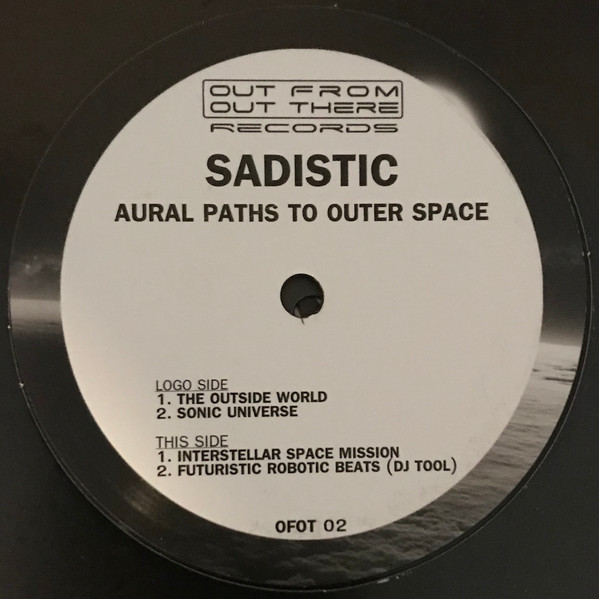 OUT FROM
OUT THERE
RECORDS
SADISTIC
AURAL PATHS TO OUTER SPACE
LOGO SIDE
1. THE OUTSIDE WORLD
2. SONIC UNIVERSE
THIS SIDE
1. INTERSTELLAR SPACE MISSION
2. FUTURISTIC ROBOTIC BEATS (DJ TOOL)
OFOT 02